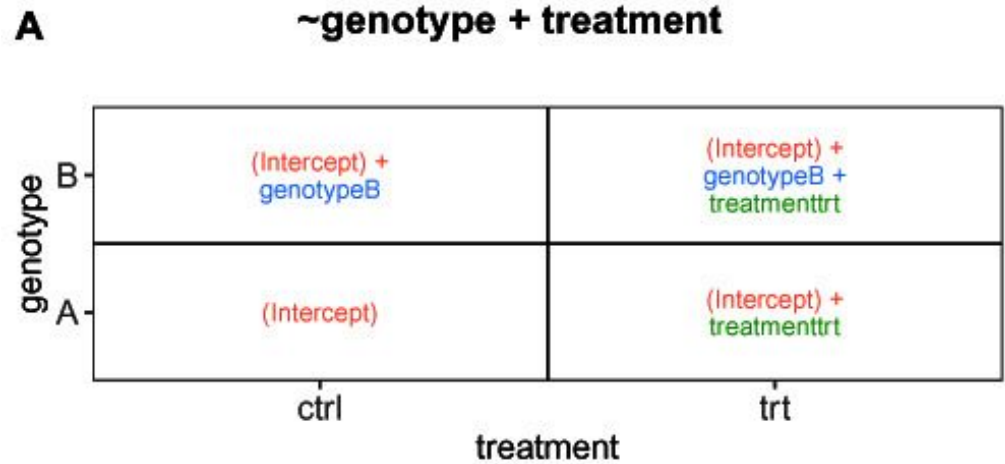 A
~genotype + treatment
genotype
B
(Intercept) +
genotypeB
(Intercept) +
genotypeB +
treatmenttrt
A
(Intercept)
(Intercept) +
treatmenttrt
ctrl
trt
treatment